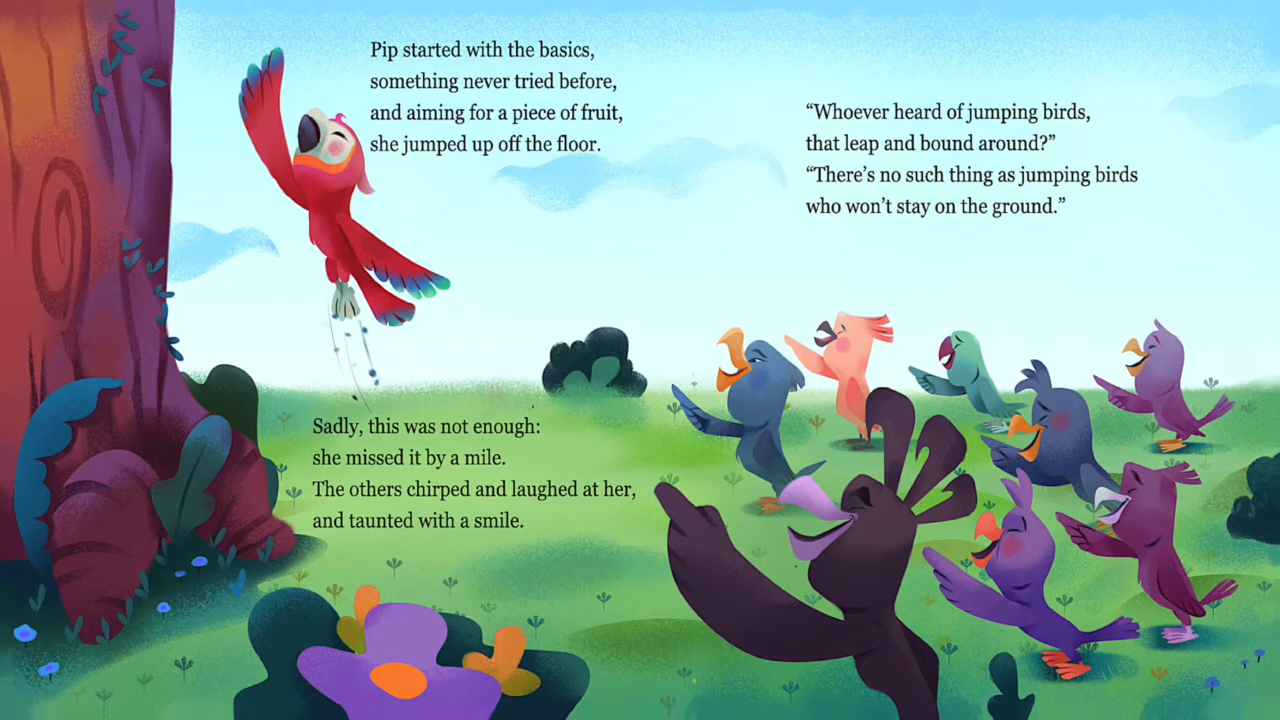 Pip started with the basics,
something never tried before,
and aiming for a piece of fruit,
she jumped up off the floor.
Sadly, this was not enough:
she missed it by a mile.
The others chirped and laughed at her,
and taunted with a smile.
“Whoever heard of jumping birds,
that leap and bound around?”
“There’s no such thing as jumping birds
who won’t stay on the ground.”